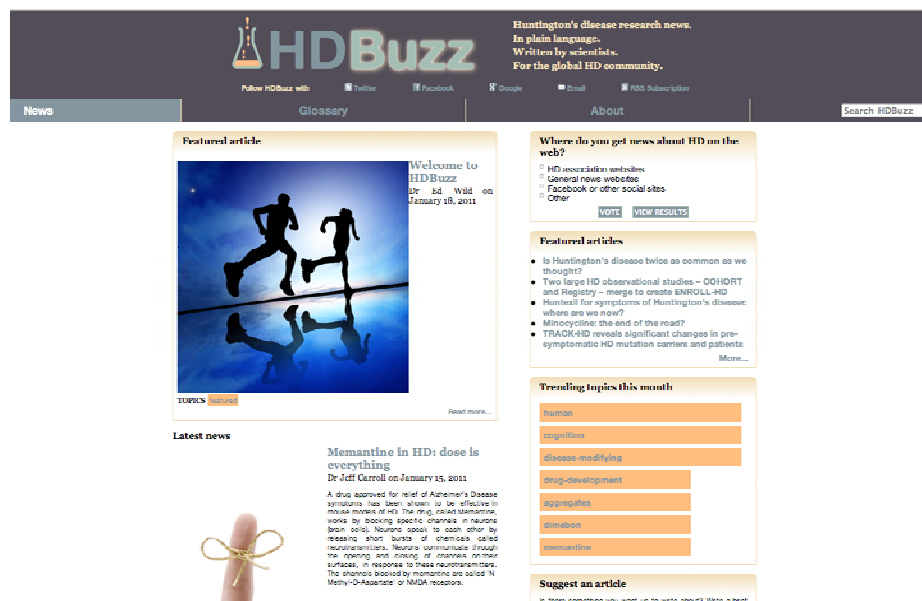 HDBuzz
Huntington's disease research news.
In plain language.
Written by scientists.
For the global HD community.
Follow HDBuzz with
Twitter
Facebook
Google
Email
RSS Subscription
News
Glossary
About
Search HDBuzz
Featured article
Welcome to
HDBuzz
Dr Ed Wild on
January 18, 2011
TOPICS featured
Read more...
Latest news
Memantine in HD: dose is
everything
Dr Jeff Carroll on January 15, 2011
A drug approved for relief of Alzheimer's Disease
symptoms has been shown to be effective in
mouse models of HD. The drug, called Memantine,
works by blocking specific channels in neurons
(brain cells). Neurons speak to each other by
releasing short bursts of chemicals called
neurotransmitters. Neurons communicate through
the opening and closing of channels on their
surfaces, in response to these neurotransmitters.
The channels blocked by memantine are called 'N
Methyl-D-Aspartate' or NMDA receptors.
Where do you get news about HD on the
web?
HD association websites
General news websites
Facebook or other social sites
Other
VOTE
VIEW RESULTS
Featured articles
Is Huntington's disease twice as common as we
thought?
Two large HD observational studies – COHORT
and Registry – merge to create ENROLL-HD
Huntexil for symptoms of Huntington's disease:
where are we now?
Minocycline: the end of the road?
TRACK-HD reveals significant changes in pre-
symptomatic HD mutation carriers and patients
More...
Trending topics this month
human
cognition
disease-modifying
drug-development
aggregates
dimebon
memantine
Suggest an article
Is there something you want us to write about? Write a brief